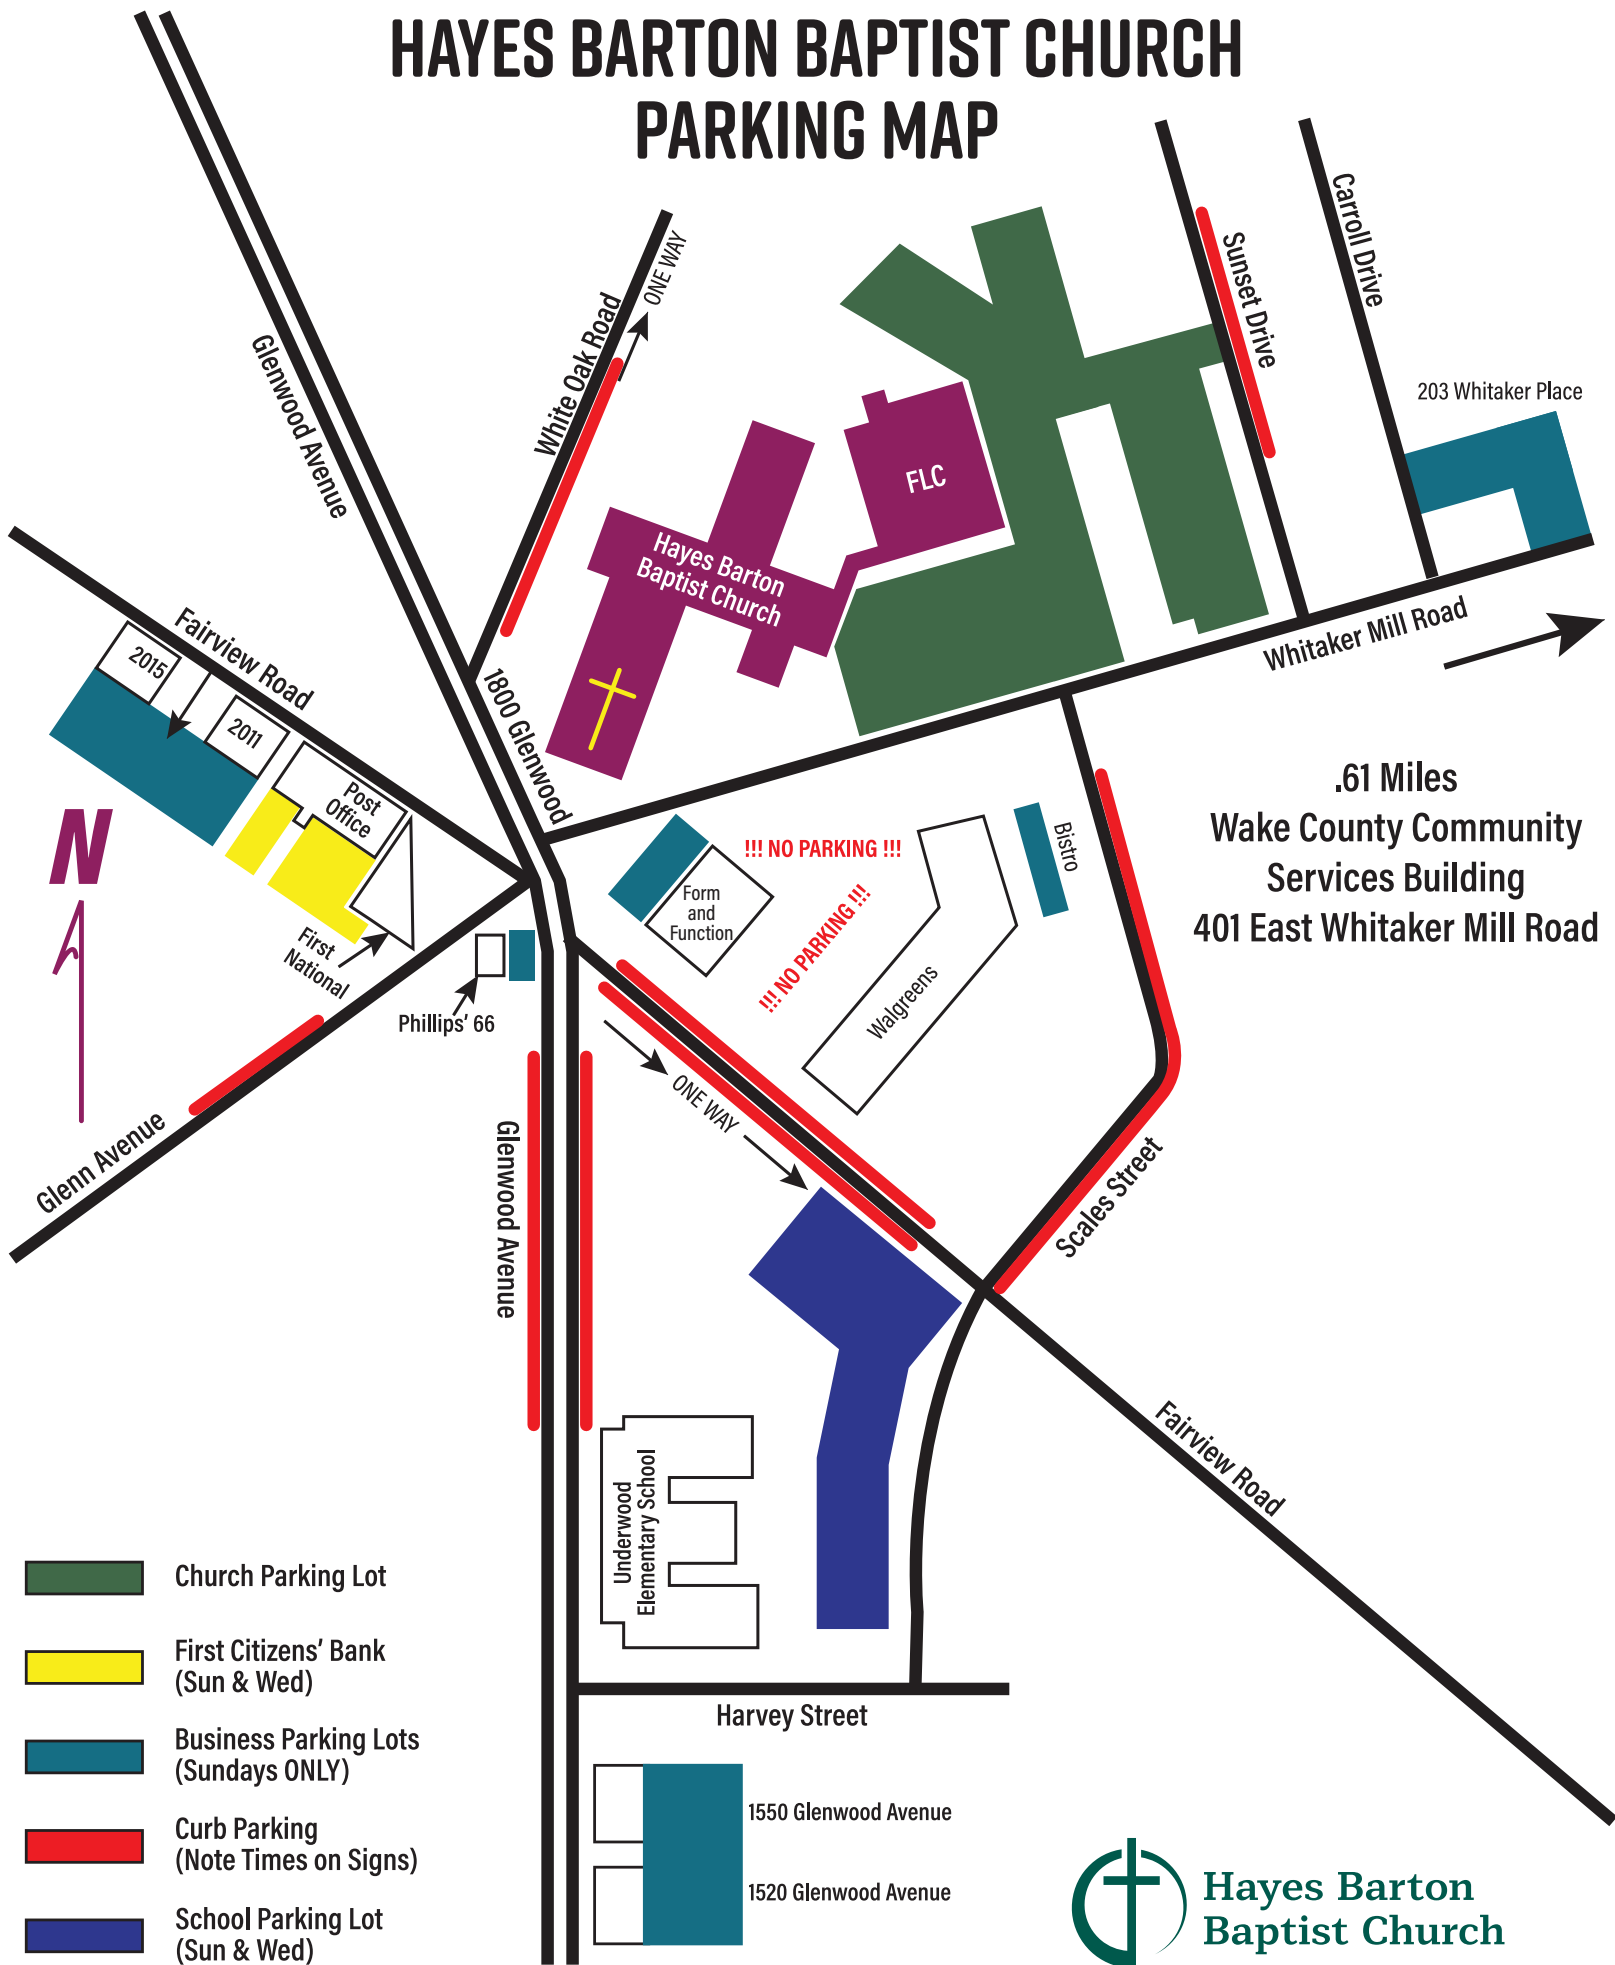 HAYES BARTON BAPTIST CHURCH
PARKING MAP
Glenwood Avenue
White Oak Road
ONE WAY
Sunset Drive
Carroll Drive
203 Whitaker Place
FLC
Hayes Barton
Baptist Church
Fairview Road
2015
2011
Post
Office
1800 Glenwood
Whitaker Mill Road
N
First
National
Phillips’ 66
Form
and
Function
!!! NO PARKING !!!
!!! NO PARKING !!!
Walgreens
Bistro
.61 Miles
Wake County Community
Services Building
401 East Whitaker Mill Road
Glenn Avenue
Glenwood Avenue
ONE WAY
Scales Street
Fairview Road
Underwood
Elementary School
Harvey Street
1550 Glenwood Avenue
1520 Glenwood Avenue
Church Parking Lot
First Citizens’ Bank
(Sun & Wed)
Business Parking Lots
(Sundays ONLY)
Curb Parking
(Note Times on Signs)
School Parking Lot
(Sun & Wed)
Hayes Barton
Baptist Church